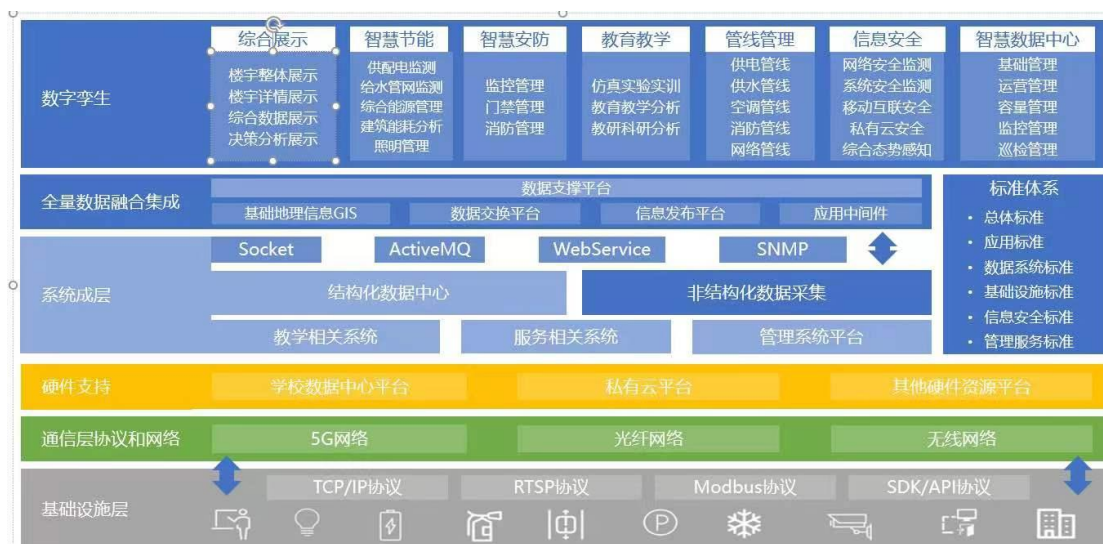 数字孪生
综合展示
楼宇整体展示
楼宇详情展示
综合数据展示
决策分析展示
智慧节能
供配电监测
给水管网监测
综合能源管理
建筑能耗分析
照明管理
智慧安防
监控管理
门禁管理
消防管理
教育教学
仿真实验实训
教育教学分析
教研科研分析
管线管理
供电管线
供水管线
空调管线
消防管线
网络管线
信息安全
网络安全监测
系统安全监测
移动互联安全
私有云安全
综合态势感知
智慧数据中心
基础管理
运营管理
容量管理
监控管理
巡检管理
全量数据融合集成
数据支撑平台
基础地理信息GIS
数据交换平台
信息发布平台
应用中间件
系统成层
Socket
ActiveMQ
WebService
SNMP
结构化数据中心
非结构化数据采集
教学相关系统
服务相关系统
管理系统平台
标准体系
• 总体标准
• 应用标准
• 数据系统标准
• 基础设施标准
• 信息安全标准
• 管理服务标准
硬件支持
学校数据中心平台
私有云平台
其他硬件资源平台
通信层协议和网络
5G网络
光纤网络
无线网络
基础设施层
TCP/IP协议
RTSP协议
Modbus协议
SDK/API协议
P